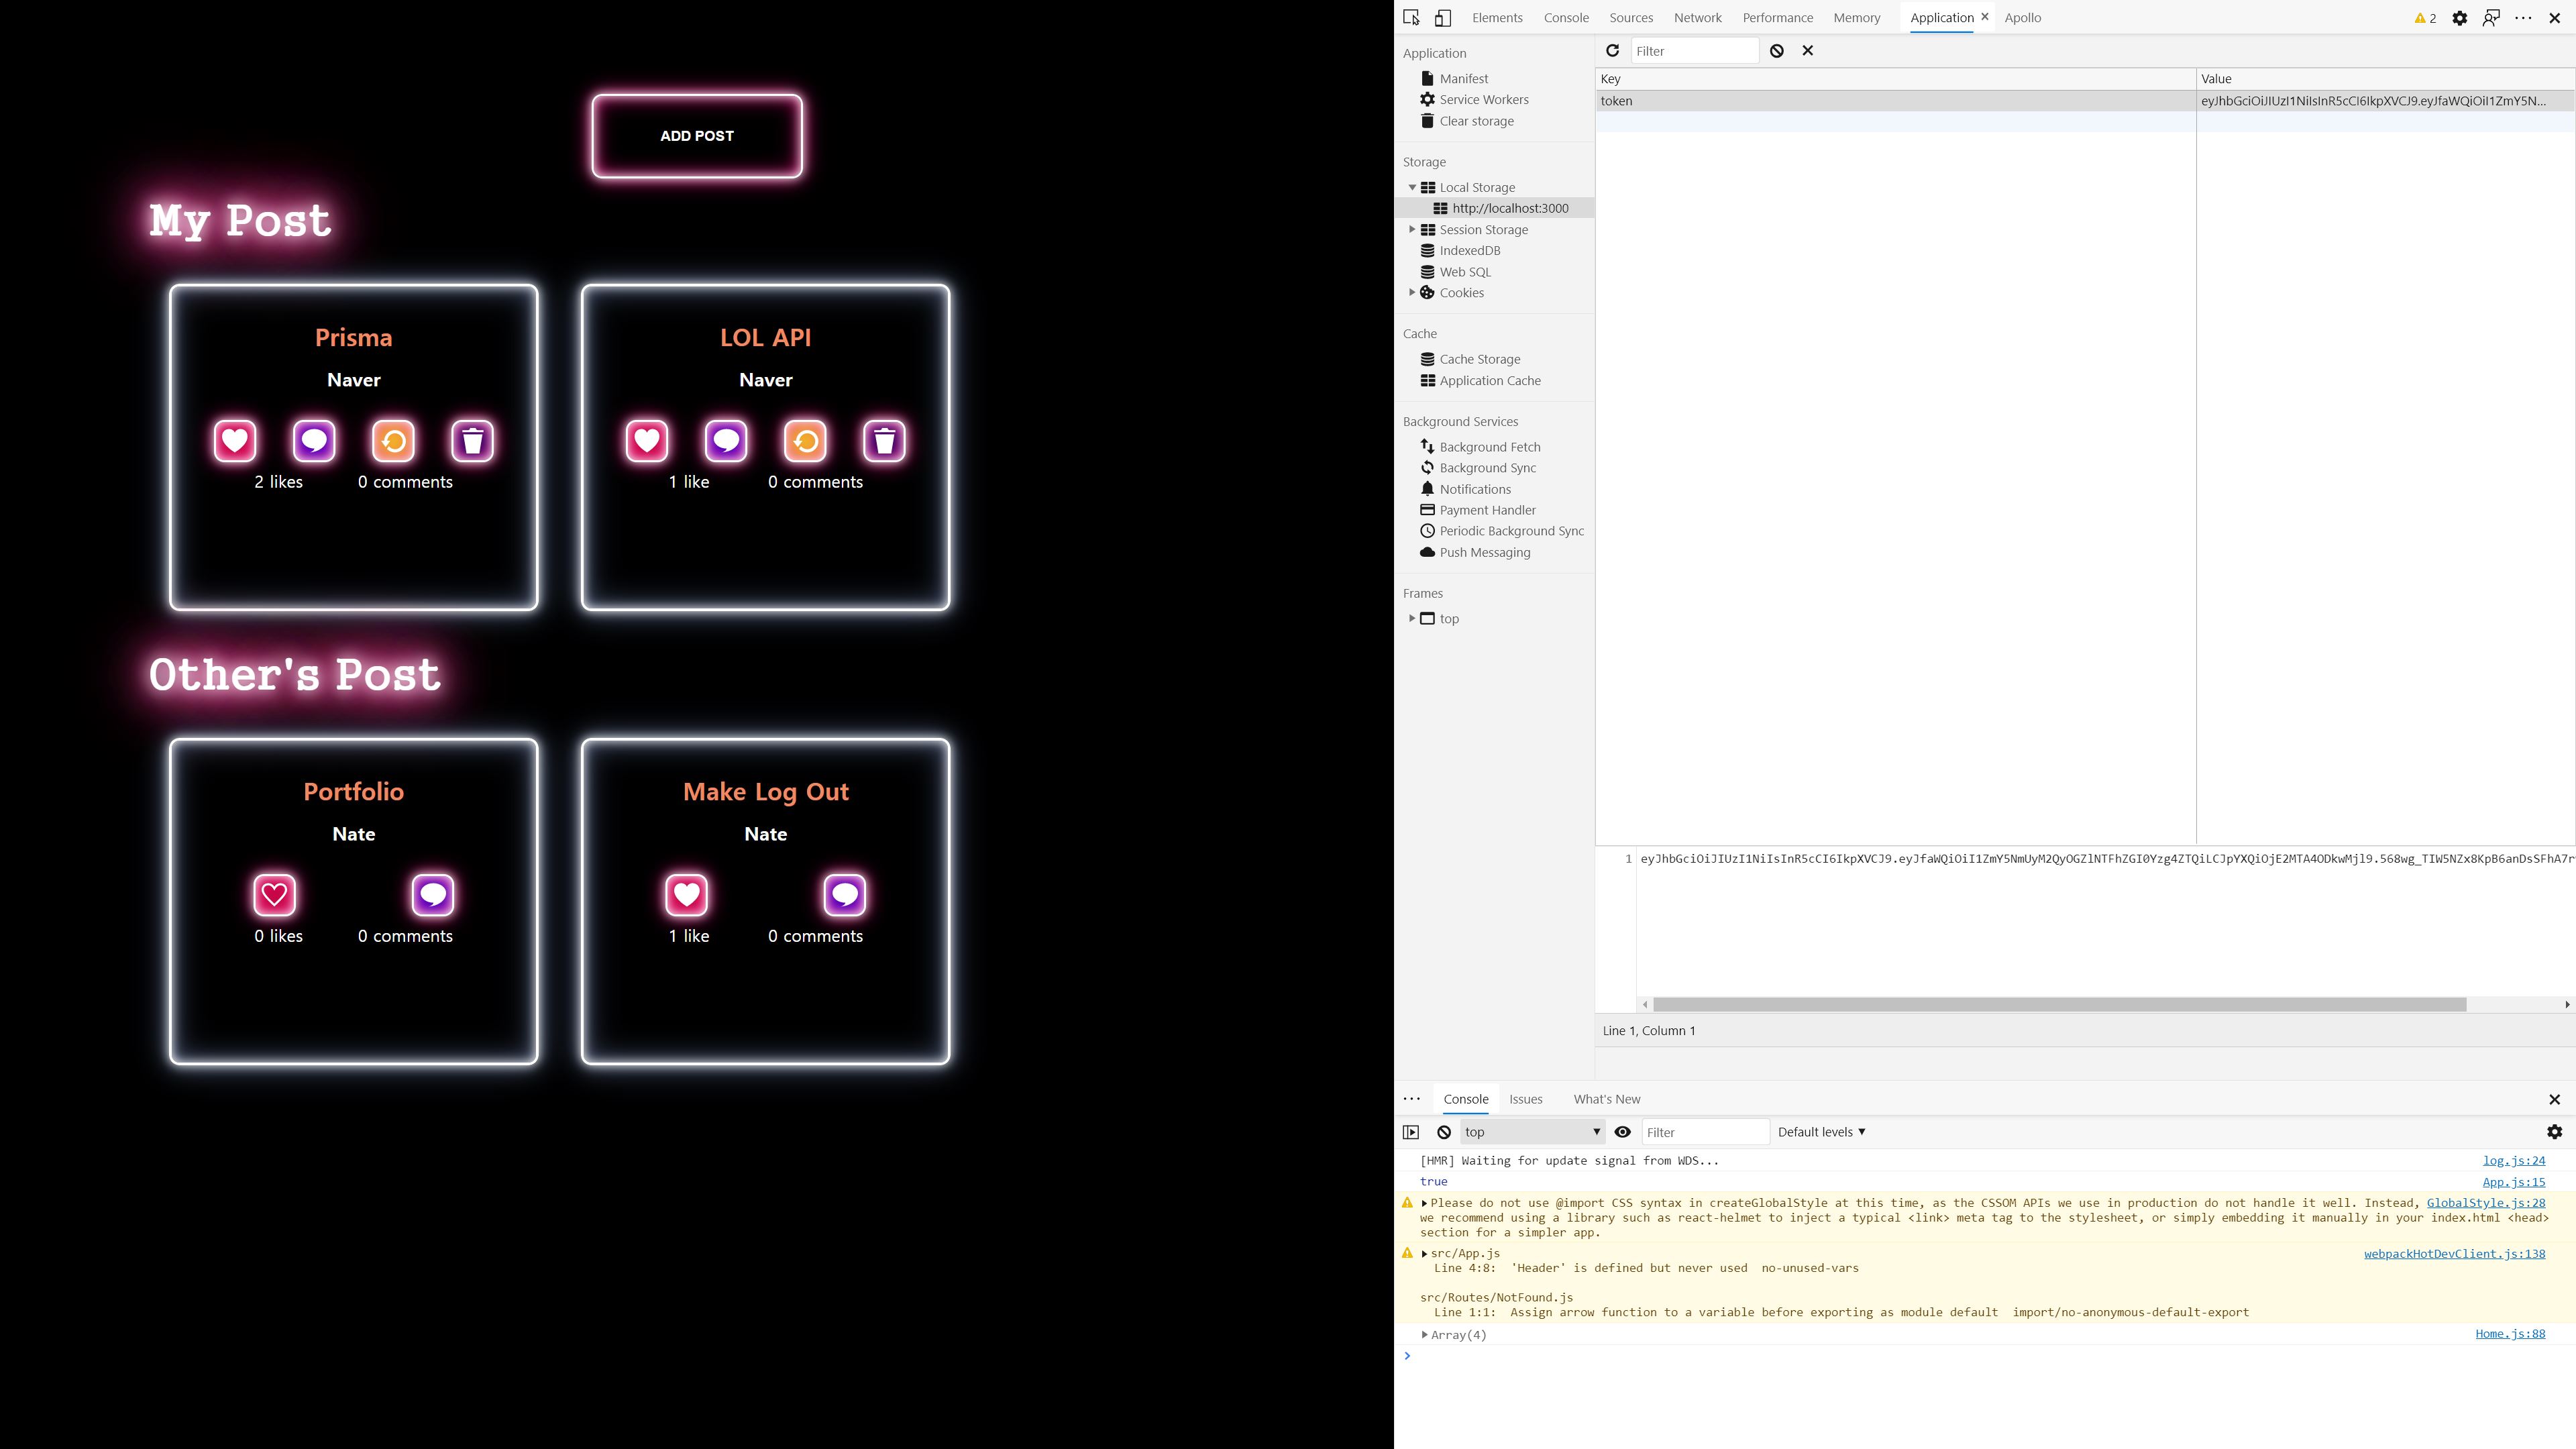 ADD POST
My Post
Prisma
Naver
2 likes
0 comments
LOL API
Naver
1 like
0 comments
Other's Post
Portfolio
Nate
0 likes
0 comments
Make Log Out
Nate
1 like
0 comments
Elements Console Sources Network Performance Memory Application Apollo 2
Application
Manifest
Service Workers
Clear storage
Storage
Local Storage
http://localhost:3000
Session Storage
IndexedDB
Web SQL
Cookies
Cache
Cache Storage
Application Cache
Background Services
Background Fetch
Background Sync
Notifications
Payment Handler
Periodic Background Sync
Push Messaging
Frames
top
Filter
Key Value
token
1
Line 1, Column 1
Console Issues What's New
top Filter Default levels
[HMR] Waiting for update signal from WDS... log.js:24
true App.js:15
Please do not use @import CSS syntax in createGlobalStyle at this time, as the CSSOM APIs we use in production do not handle it well. Instead, GlobalStyle.js:28
we recommend using a library such as react-helmet to inject a typical <link> meta tag to the stylesheet, or simply embedding it manually in your index.html <head>
section for a simpler app.
src/App.js webpackHotDevClient.js:138
Line 4:8: 'Header' is defined but never used no-unused-vars
src/Routes/NotFound.js
Line 1:1: Assign arrow function to a variable before exporting as module default import/no-anonymous-default-export
Array(4) Home.js:88